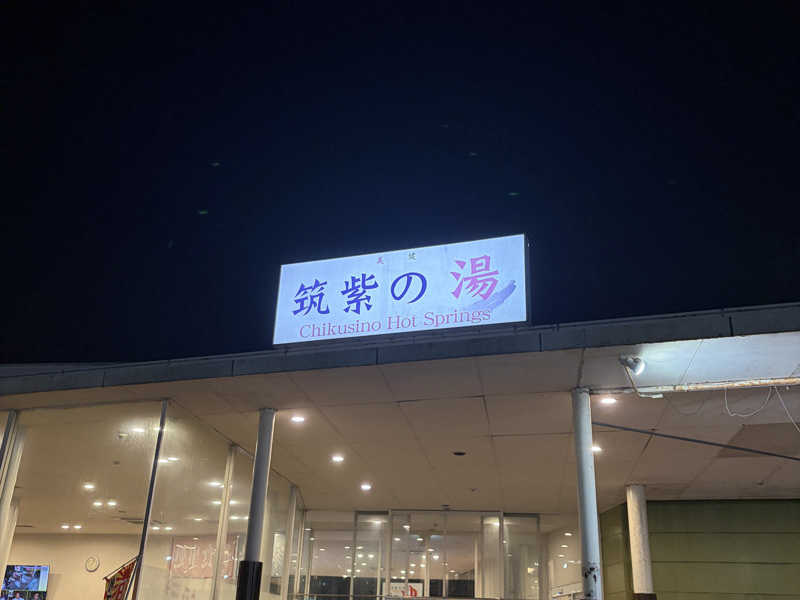 筑紫の湯
Chikusino Hot Springs